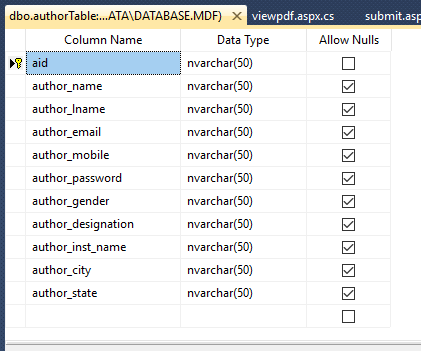 dbo.authorTable:...ATA\DATABASE.MDF) viewpdf.aspx.cs submit.asp
Column Name Data Type Allow Nulls
aid nvarchar(50)
author_name nvarchar(50)
author_lname nvarchar(50)
author_email nvarchar(50)
author_mobile nvarchar(50)
author_password nvarchar(50)
author_gender nvarchar(50)
author_designation nvarchar(50)
author_inst_name nvarchar(50)
author_city nvarchar(50)
author_state nvarchar(50)